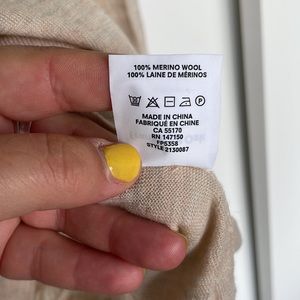 100% MERINO WOOL
100% LAINE DE MÉRINOS
MADE IN CHINA
FABRIQUÉ EN CHINE
CA 55170
RN 147150
FP5358
STYLE 2130087